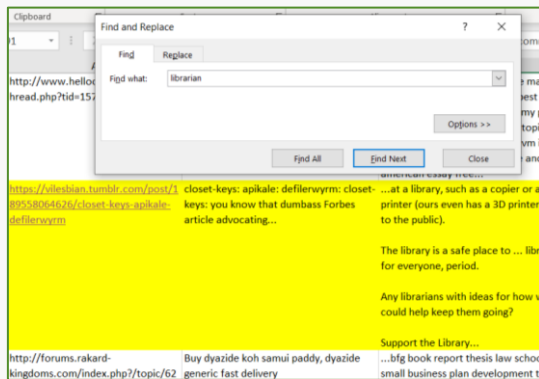 Clipboard
Find and Replace
? ×
Find
Replace
Find what:
librarian
Options >>
Find All
Find Next
Close
http://www.helloc
hread.php?tid=157
american essay free...
https://vilesbian.tumblr.com/post/1
89558064626/closet-keys-apikale-
defilerwyrm
closet-keys: apikale: defilerwyrm: closet-
keys: you know that dumbass Forbes
article advocating...
...at a library, such as a copier or a
printer (ours even has a 3D printer
to the public).
The library is a safe place to ... libr
for everyone, period.
Any librarians with ideas for how w
could help keep them going?
Support the Library...
http://forums.rakard-
kingdoms.com/index.php?/topic/62
Buy dyazide koh samui paddy, dyazide
generic fast delivery
...bfg book report thesis law schoo
small business plan development t